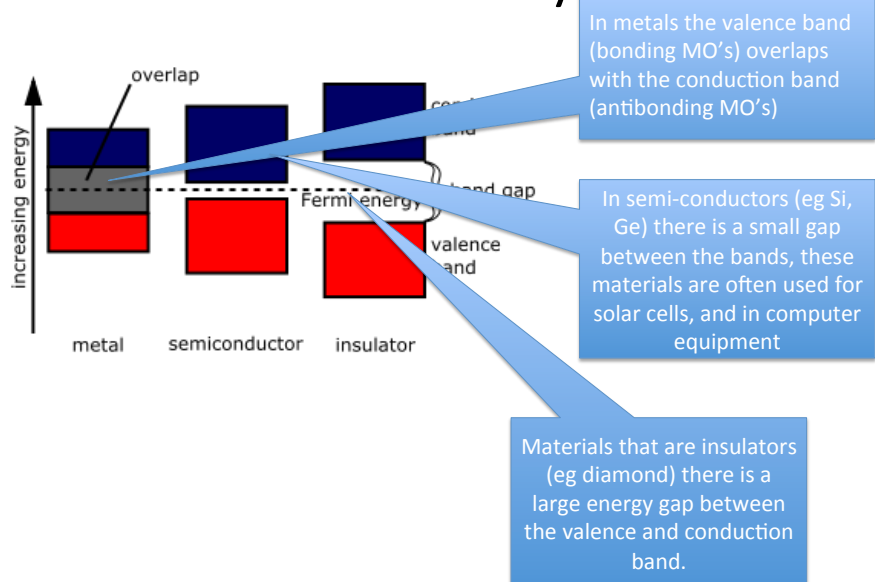 In metals the valence band
(bonding MO's) overlaps
with the conduction band
(antibonding MO's)
overlap
increasing energy
band gap
Fermi energy
In semi-conductors (eg Si,
Ge) there is a small gap
between the bands, these
materials are often used for
solar cells, and in computer
equipment
valence
metal
semiconductor
insulator
Materials that are insulators
(eg diamond) there is a
large energy gap between
the valence and conduction
band.